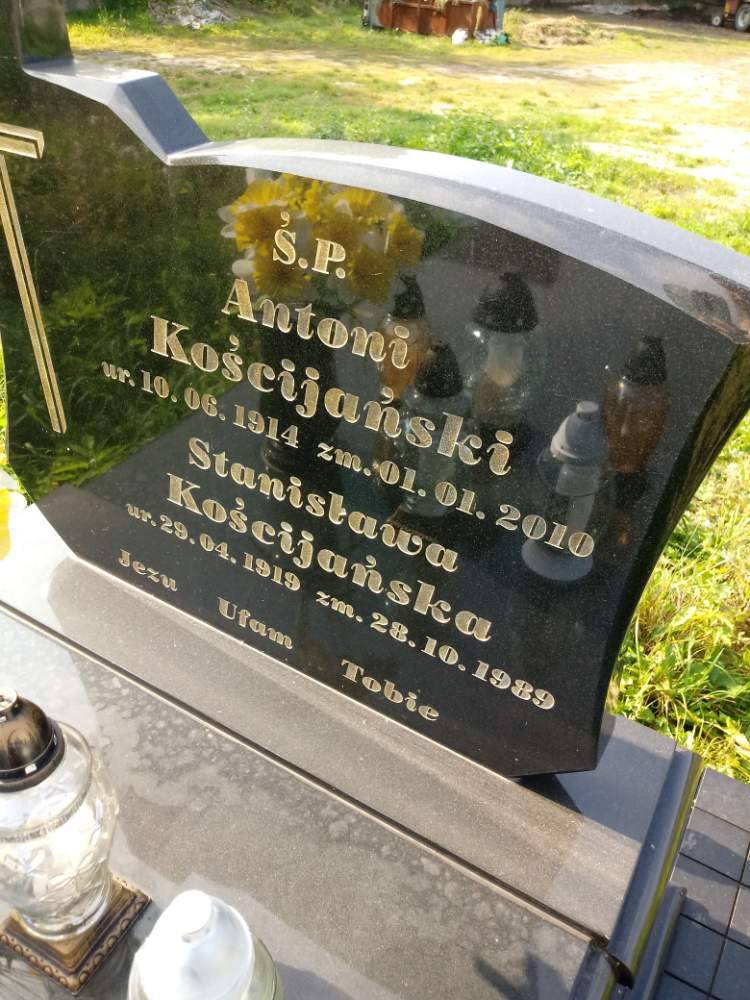 Ś.P.
Antoni
Kościjański
ur. 10. 06. 1914 zm. 01. 01. 2010
Stanisława
Kościjańska
ur. 29. 04. 1919 zm. 28. 10. 1989
Jezu Ufam Tobie